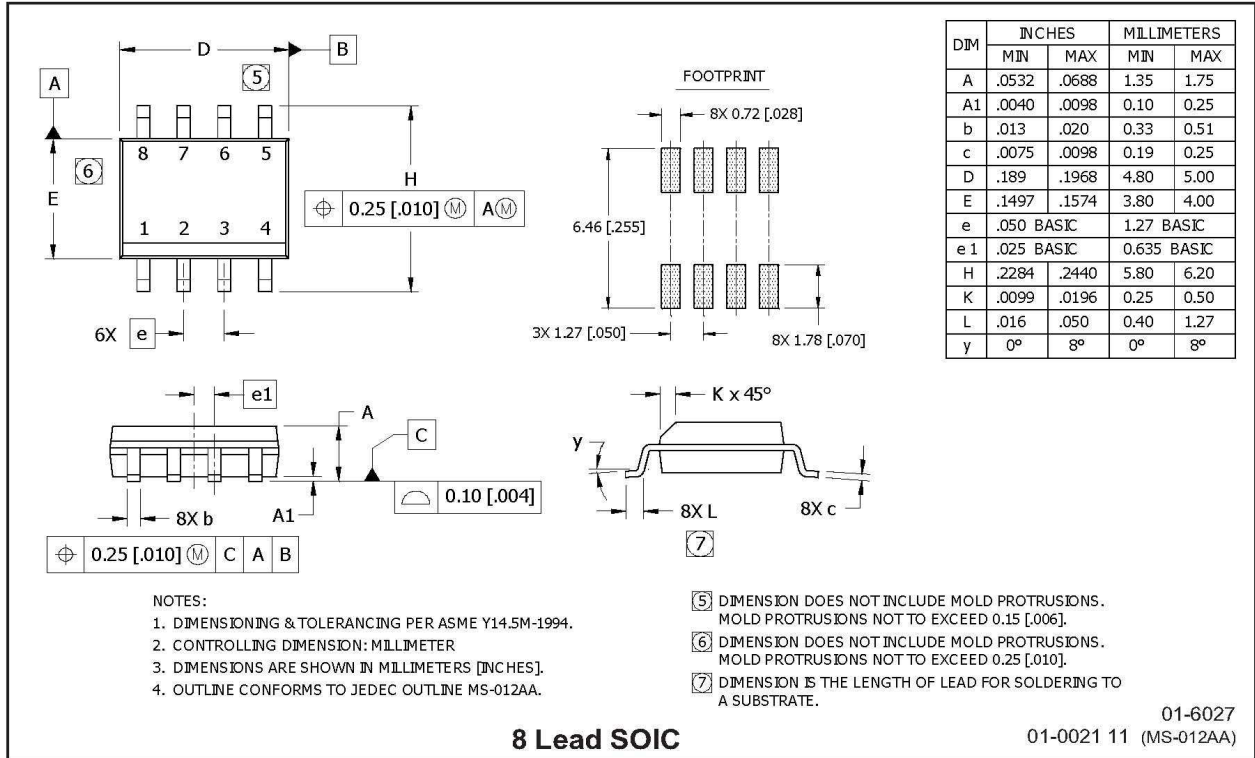 D
B
5
A
8 7 6 5
6
E
H
⌖ 0.25 [.010] Ⓜ A Ⓜ
1 2 3 4
6X e
FOOTPRINT
8X 0.72 [.028]
6.46 [.255]
3X 1.27 [.050]
8X 1.78 [.070]
DIM INCHES MILLIMETERS
MIN MAX MIN MAX
A .0532 .0688 1.35 1.75
A1 .0040 .0098 0.10 0.25
b .013 .020 0.33 0.51
c .0075 .0098 0.19 0.25
D .189 .1968 4.80 5.00
E .1497 .1574 3.80 4.00
e .050 BASIC 1.27 BASIC
e 1 .025 BASIC 0.635 BASIC
H .2284 .2440 5.80 6.20
K .0099 .0196 0.25 0.50
L .016 .050 0.40 1.27
y 0° 8° 0° 8°
e1
A
C
0.10 [.004]
8X b
A1
⌖ 0.25 [.010] Ⓜ C A B
K x 45°
y
8X L
8X c
7
NOTES:
1. DIMENSIONING & TOLERANCING PER ASME Y14.5M-1994.
2. CONTROLLING DIMENSION: MILLIMETER
3. DIMENSIONS ARE SHOWN IN MILLIMETERS [INCHES].
4. OUTLINE CONFORMS TO JEDEC OUTLINE MS-012AA.
5 DIMENSION DOES NOT INCLUDE MOLD PROTRUSIONS.
MOLD PROTRUSIONS NOT TO EXCEED 0.15 [.006].
6 DIMENSION DOES NOT INCLUDE MOLD PROTRUSIONS.
MOLD PROTRUSIONS NOT TO EXCEED 0.25 [.010].
7 DIMENSION IS THE LENGTH OF LEAD FOR SOLDERING TO
A SUBSTRATE.
8 Lead SOIC
01-6027
01-0021 11 (MS-012AA)